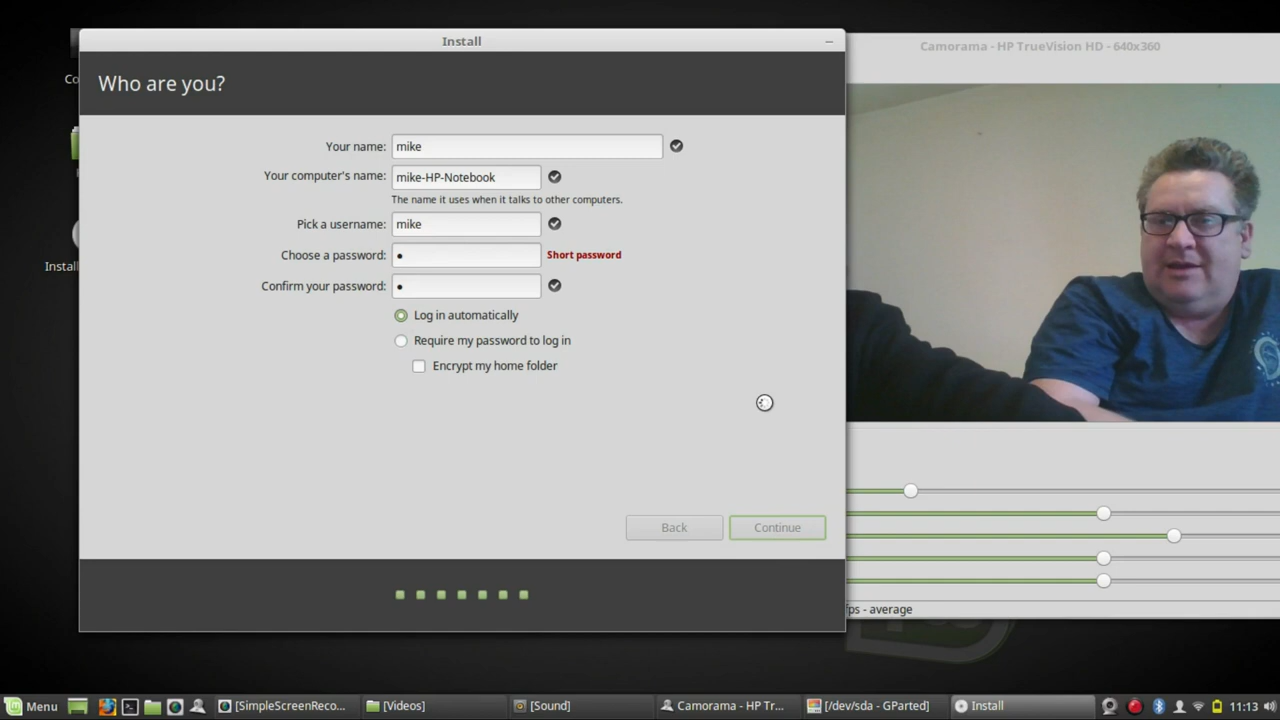 Install
Camorama - HP TrueVision HD - 640x360
Who are you?
Your name: mike
Your computer's name: mike-HP-Notebook
The name it uses when it talks to other computers.
Pick a username: mike
Choose a password: ● Short password
Confirm your password: ●
Log in automatically
Require my password to log in
Encrypt my home folder
Co
Install
Back
Continue
fps - average
Menu
[SimpleScreenReco...
[Videos]
[Sound]
Camorama - HP Tr...
[/dev/sda - GParted]
Install
11:13